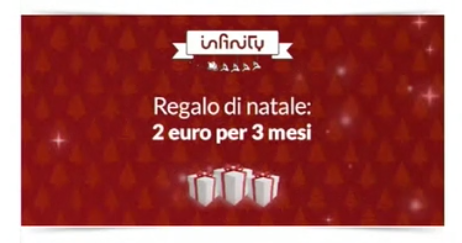 infinity
Regalo di natale:
2 euro per 3 mesi